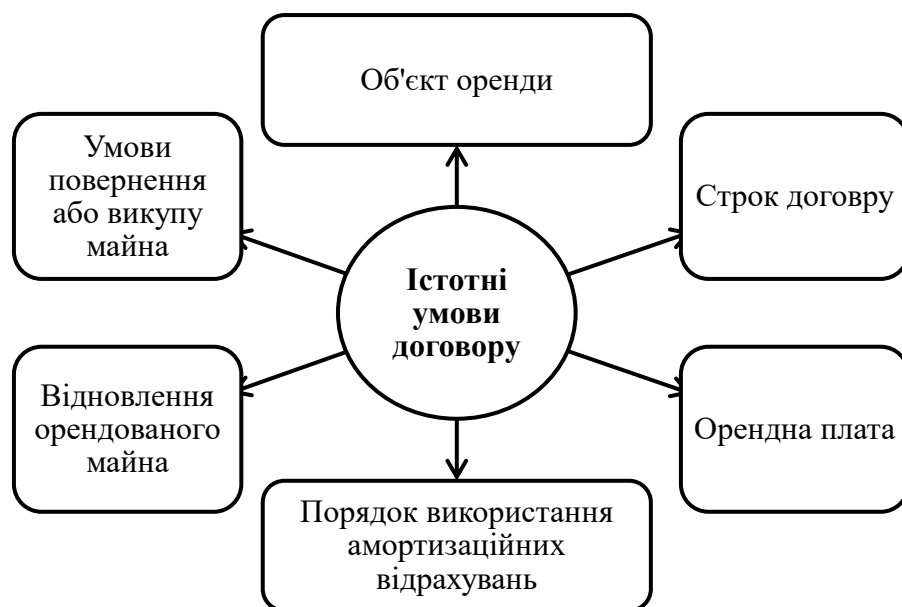 Об'єкт оренди
Умови
повернення
або викупу
майна
Строк договру
Істотні
умови
договору
Відновлення
орендованого
майна
Орендна плата
Порядок використання
амортизаційних
відрахувань